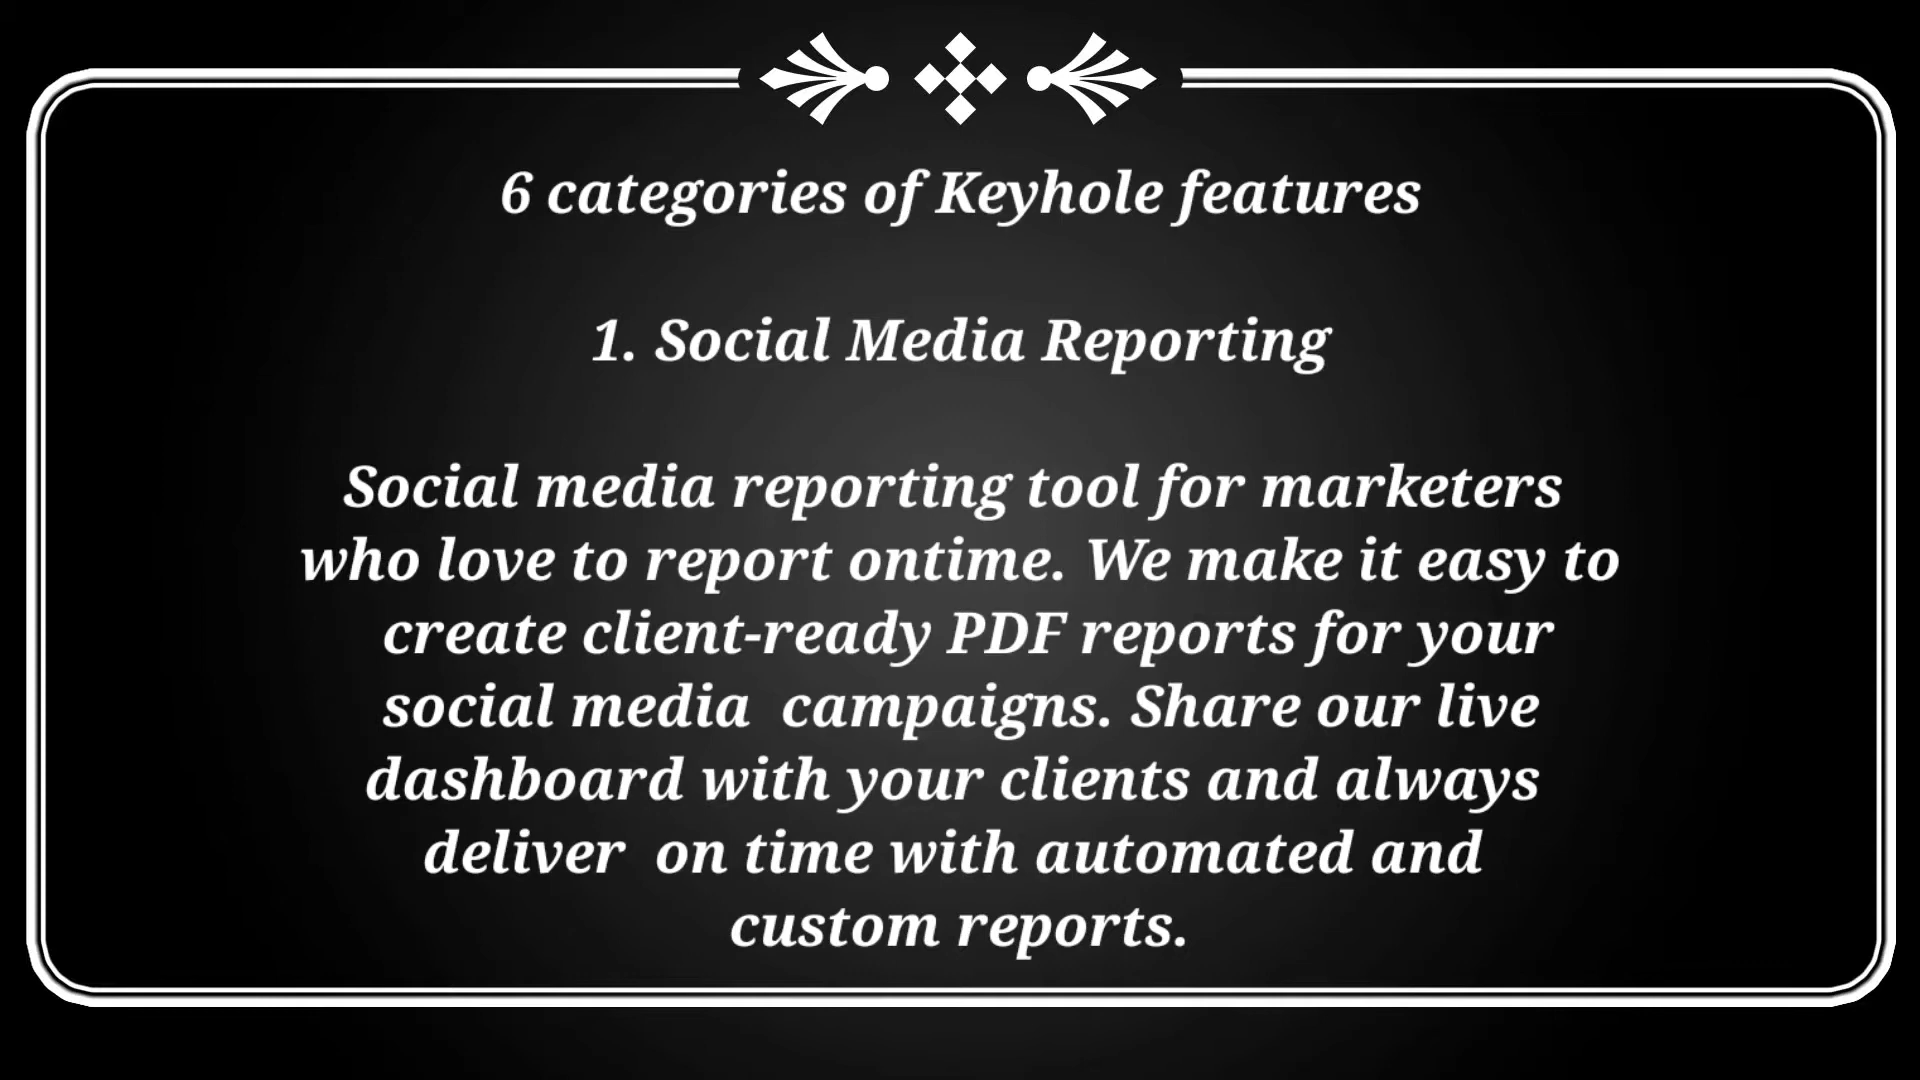 6 categories of Keyhole features
1. Social Media Reporting
Social media reporting tool for marketers
who love to report ontime. We make it easy to
create client-ready PDF reports for your
social media  campaigns. Share our live
dashboard with your clients and always
deliver  on time with automated and
custom reports.